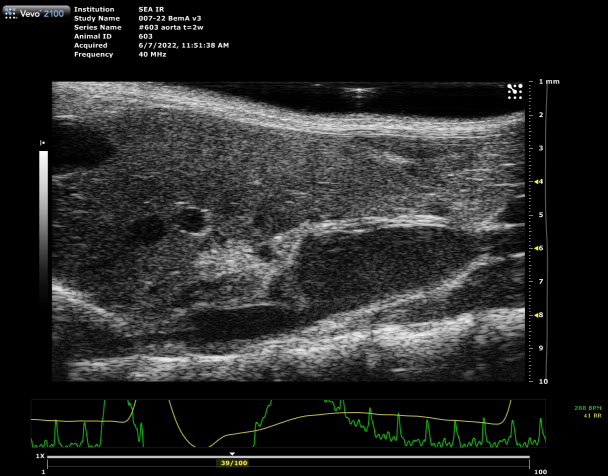 Vevo 2100
Institution SEA IR
Study Name 007-22 BemA v3
Series Name #603 aorta t=2w
Animal ID 603
Acquired 6/7/2022, 11:51:38 AM
Frequency 40 MHz
1 mm
2
3
4
5
6
7
8
9
10
288 BPM
41 RR
1X
39/100
1
100